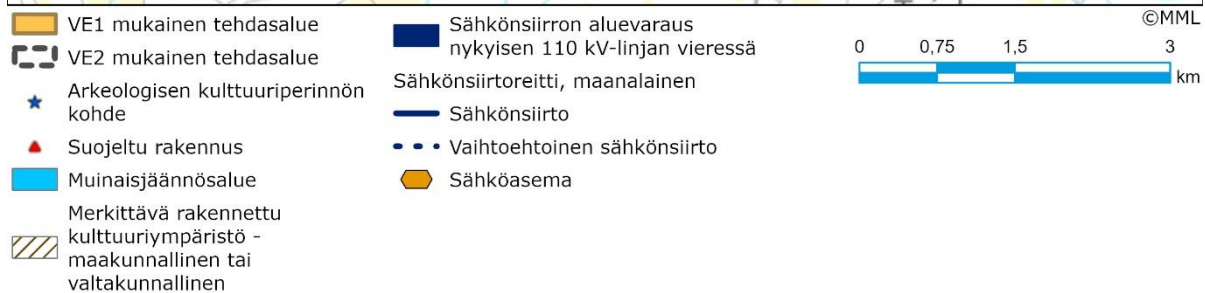 VE1 mukainen tehdasalue
VE2 mukainen tehdasalue
Arkeologisen kulttuuriperinnön
kohde
Suojeltu rakennus
Muinaisjäännösalue
Merkittävä rakennettu
kulttuuriympäristö -
maakunnallinen tai
valtakunnallinen
Sähkönsiirron aluevaraus
nykyisen 110 kV-linjan vieressä
Sähkönsiirtoreitti, maanalainen
Sähkönsiirto
Vaihtoehtoinen sähkönsiirto
Sähköasema
©MML
0 0,75 1,5 3
km